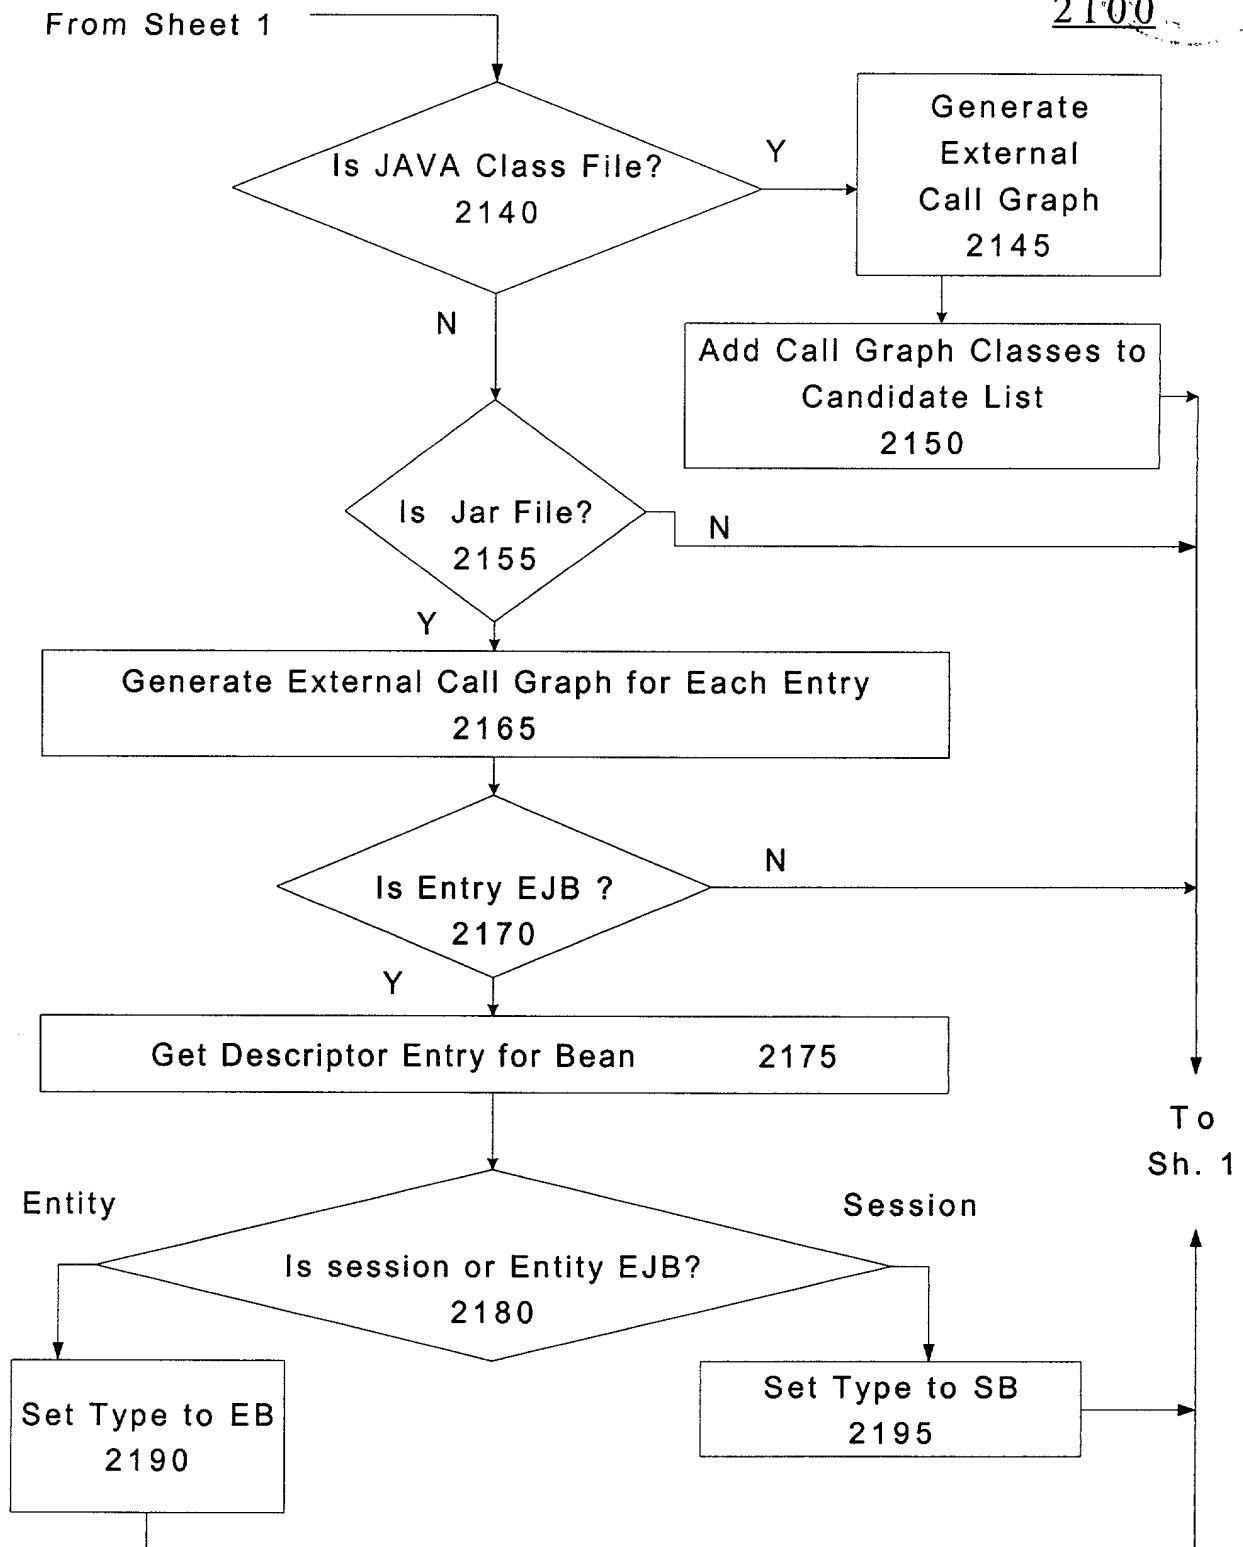 From Sheet 1
2100
Is JAVA Class File?
2140
Y
Generate
External
Call Graph
2145
N
Add Call Graph Classes to
Candidate List
2150
Is Jar File?
2155
N
Y
Generate External Call Graph for Each Entry
2165
Is Entry EJB ?
2170
N
Y
Get Descriptor Entry for Bean 2175
To
Sh. 1
Entity
Session
Is session or Entity EJB?
2180
Set Type to EB
2190
Set Type to SB
2195